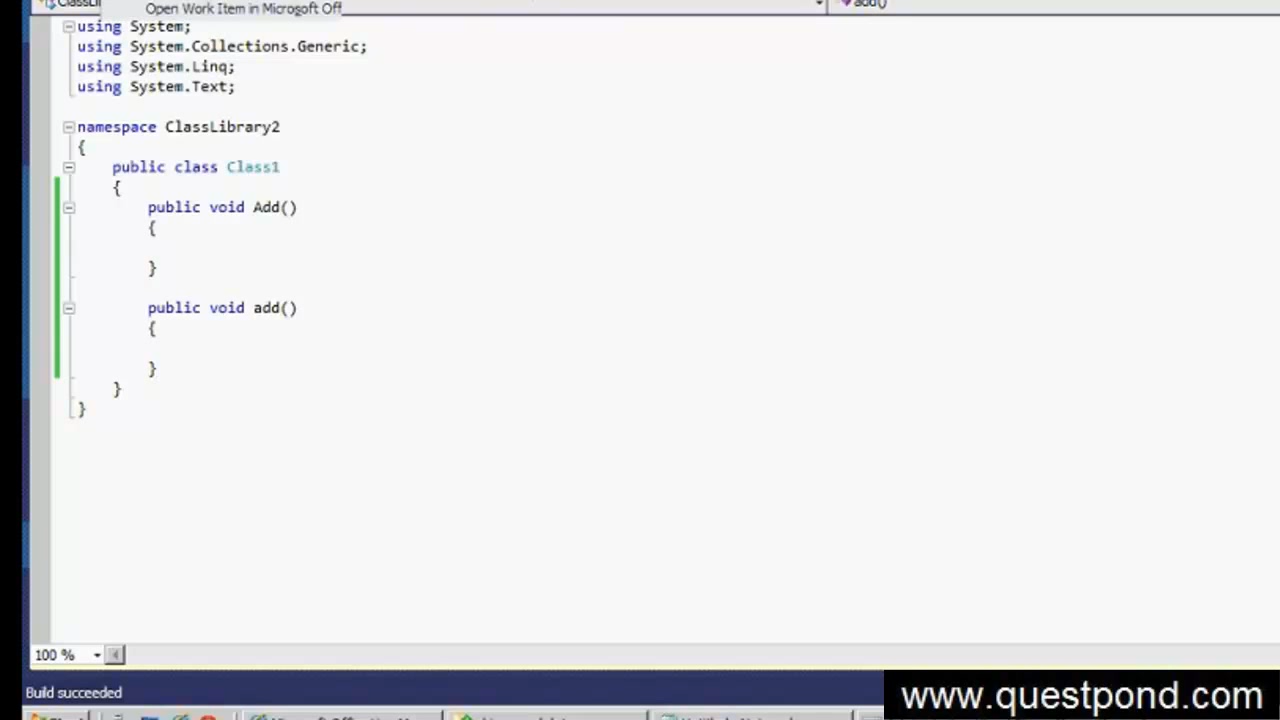 Open Work Item in Microsoft Off
add()
using System;
using System.Collections.Generic;
using System.Linq;
using System.Text;
namespace ClassLibrary2
{
public class Class1
{
public void Add()
{
}
public void add()
{
}
}
}
100 %
Build succeeded
www.questpond.com